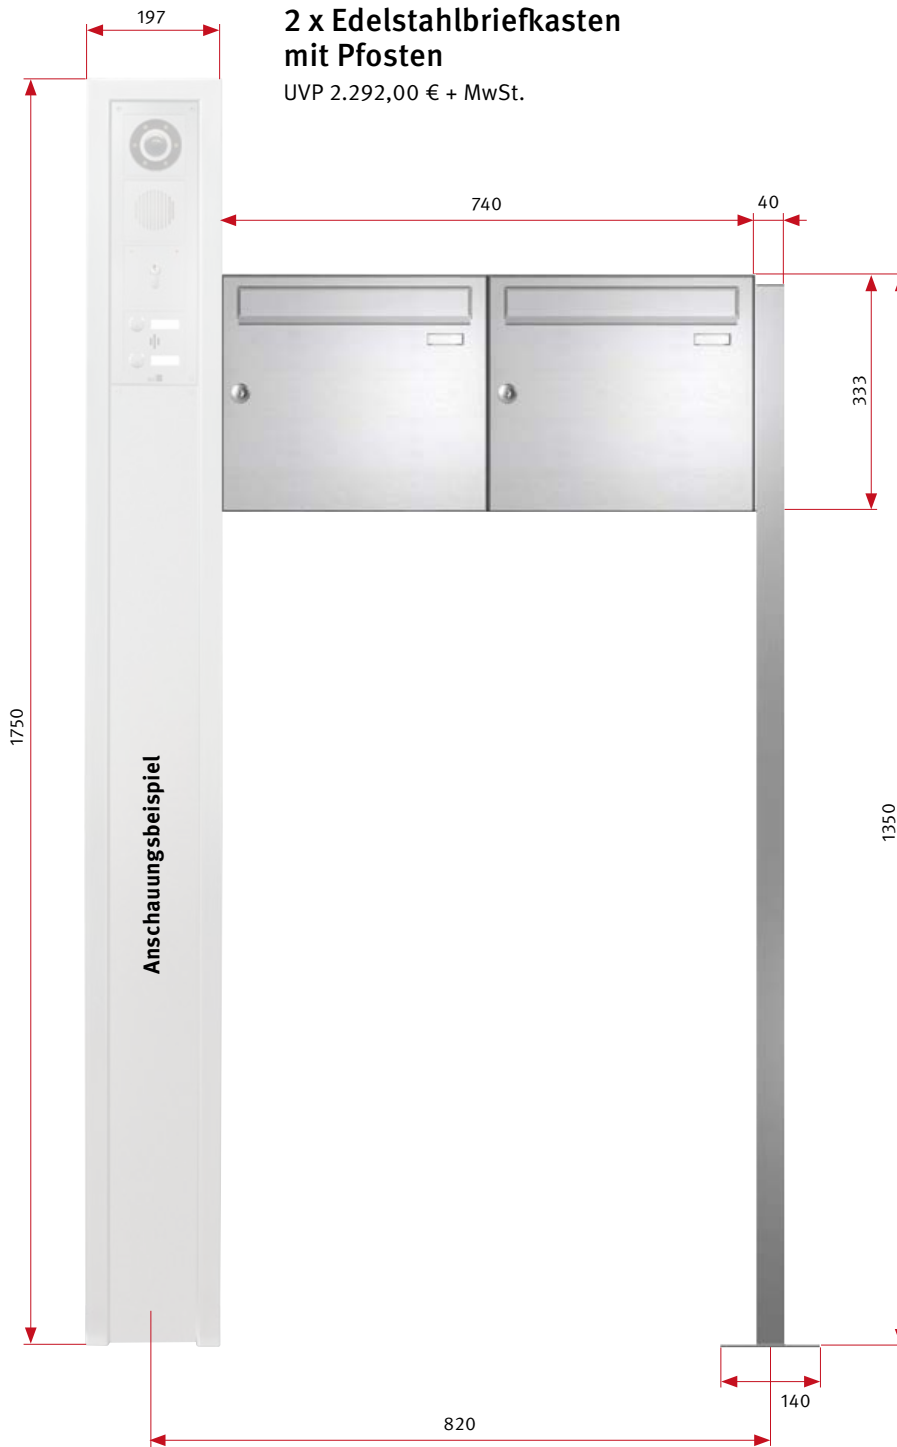 197
2 x Edelstahlbriefkasten
mit Pfosten
UVP 2.292,00 € + MwSt.
740
40
333
1750
1350
Anschauungsbeispiel
140
820